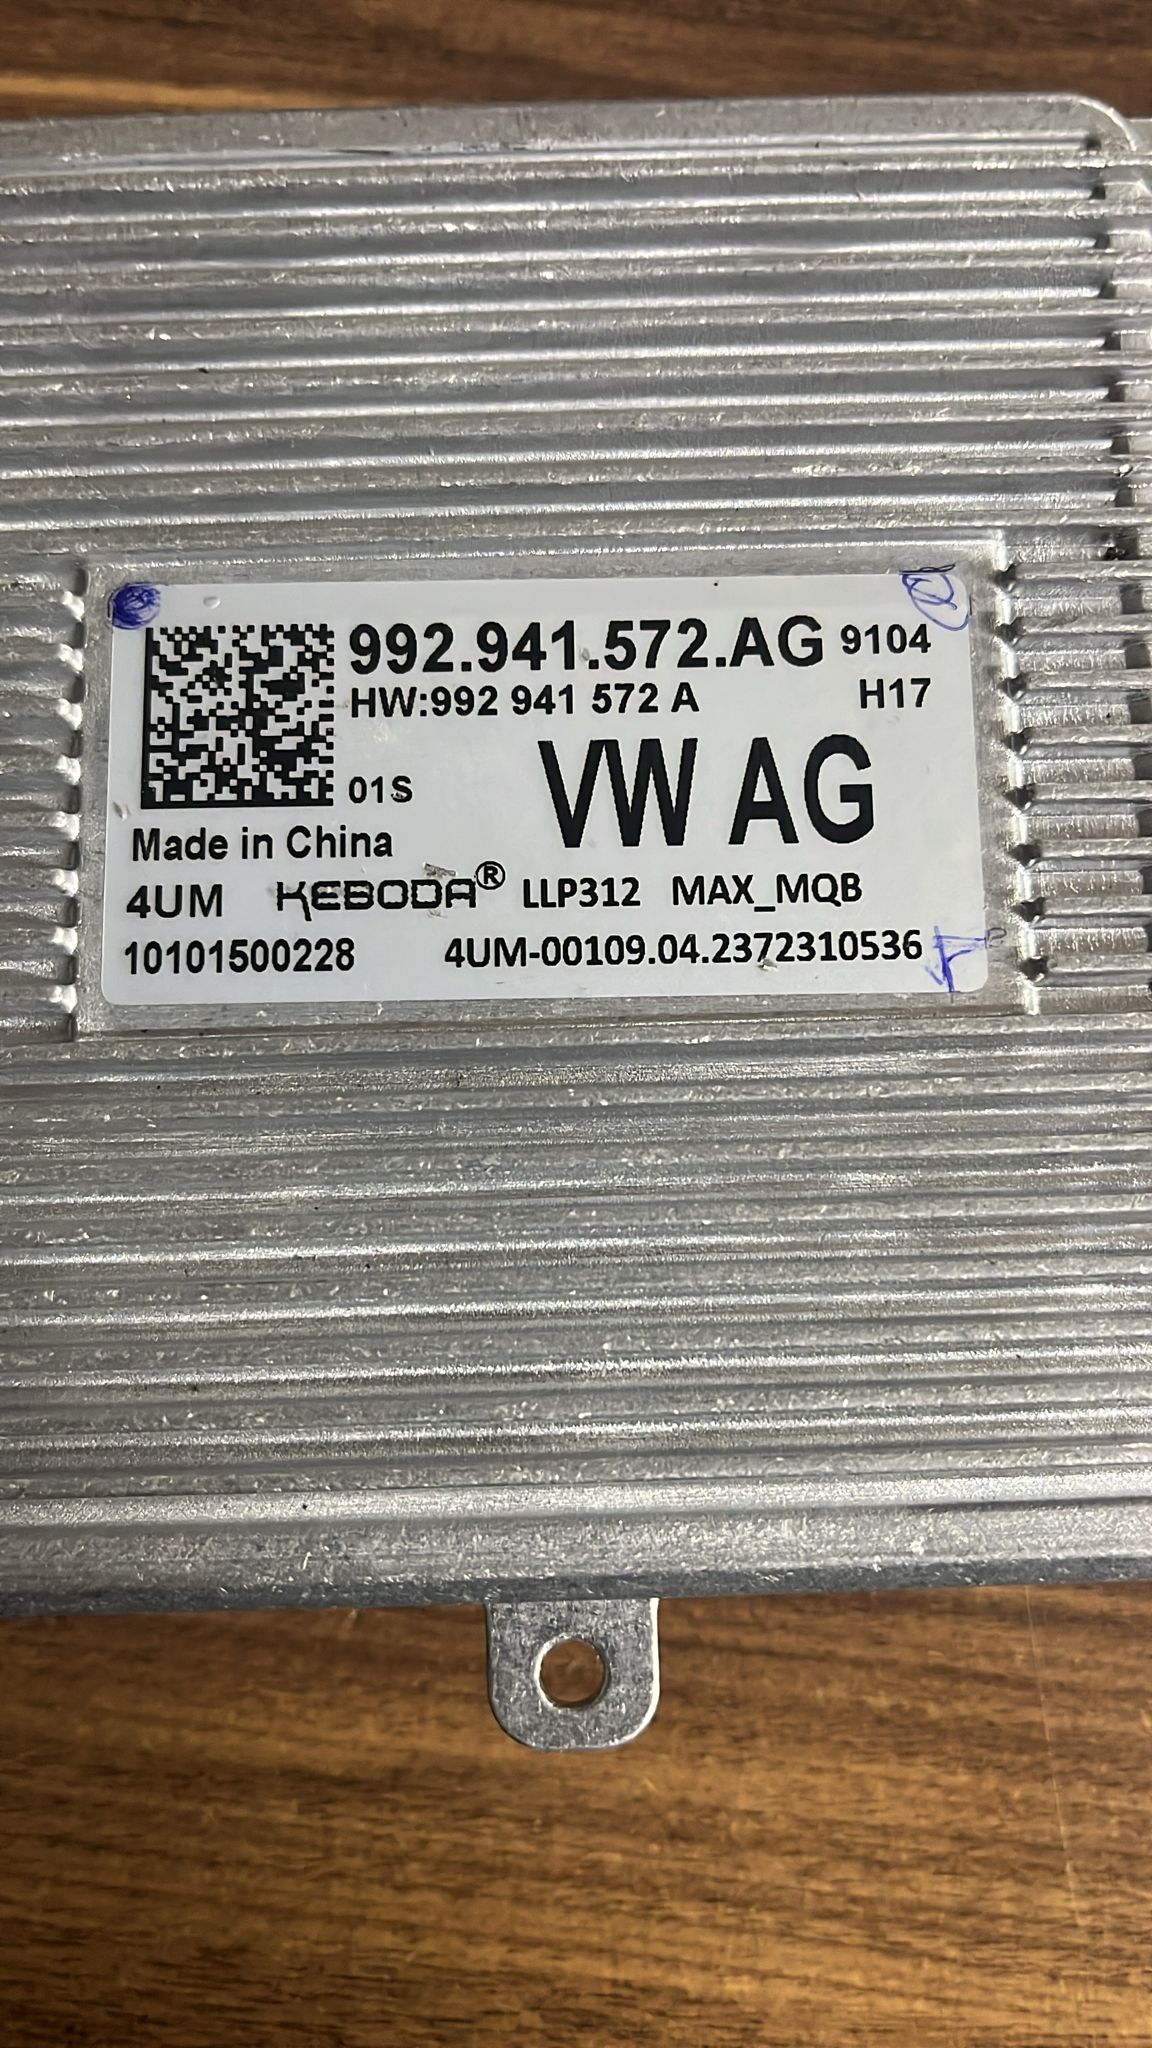 992.941.572.AG 9104
HW:992 941 572 A H17
01S VW AG
Made in China
4UM KEBODA® LLP312 MAX_MQB
10101500228 4UM-00109.04.2372310536